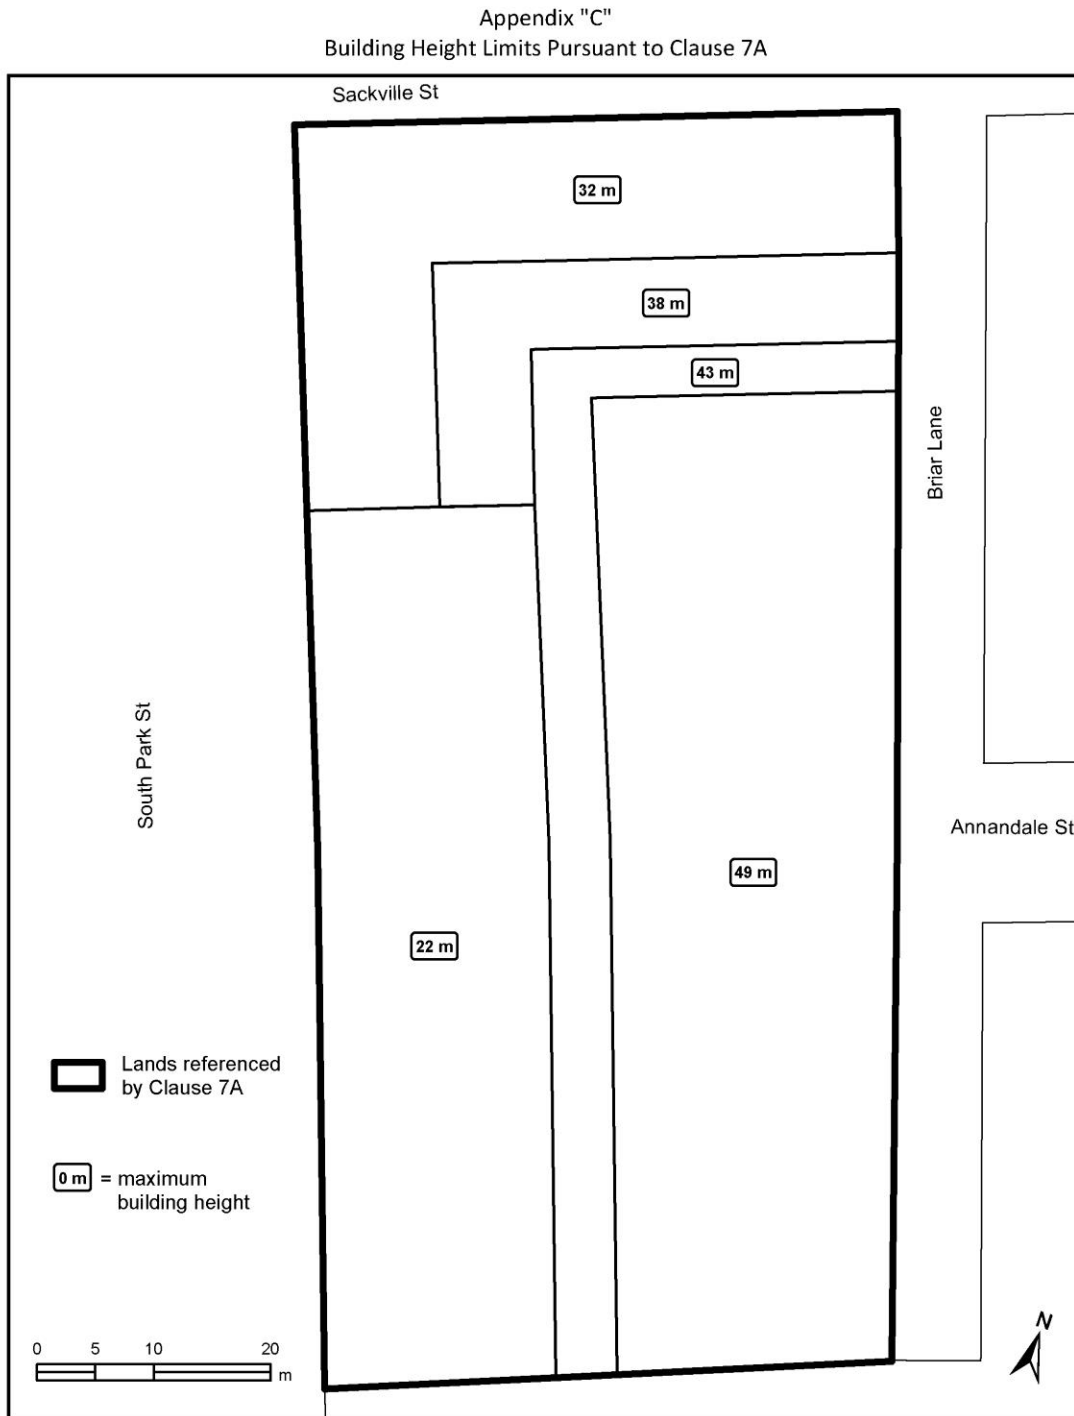 Appendix "C"
Building Height Limits Pursuant to Clause 7A
Sackville St
32 m
38 m
43 m
Briar Lane
South Park St
Annandale St
49 m
22 m
Lands referenced
by Clause 7A
0 m = maximum
building height
0 5 10 20
m
N